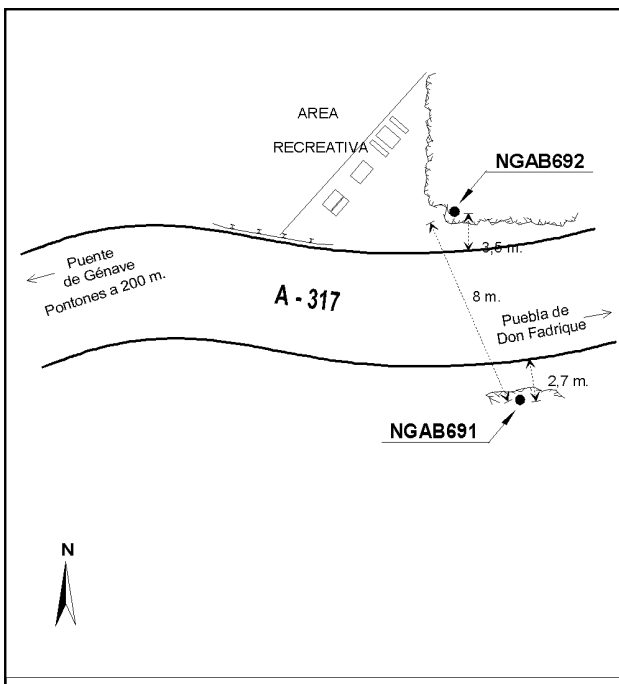 AREA
RECREATIVA
NGAB692
3,5 m.
Puente
de Génave
Pontones a 200 m.
A - 317
8 m.
Puebla de
Don Fadrique
2,7 m.
NGAB691
N